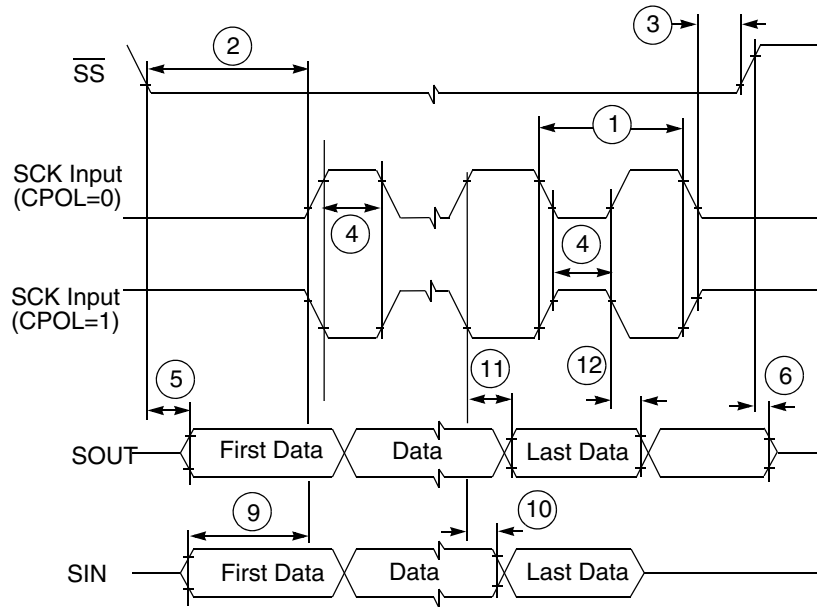 2
3
SS
1
SCK Input
(CPOL=0)
4
4
SCK Input
(CPOL=1)
5
11
12
6
SOUT
First Data
Data
Last Data
9
10
SIN
First Data
Data
Last Data